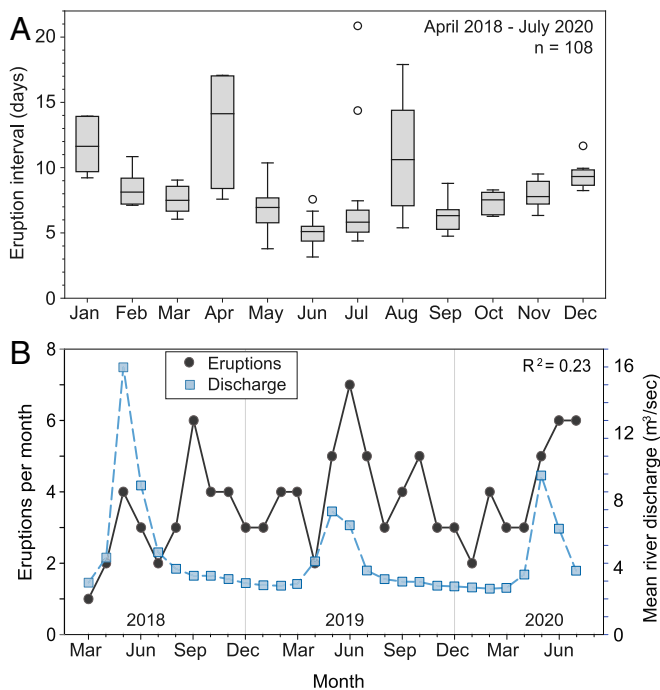 A
April 2018 - July 2020
n = 108
Eruption interval (days)
20
15
10
5
0
Jan Feb Mar Apr May Jun Jul Aug Sep Oct Nov Dec
B
Eruptions
Discharge
R² = 0.23
Eruptions per month
8
6
4
2
0
16
12
8
4
0
Mean river discharge (m³/sec)
2018 2019 2020
Mar Jun Sep Dec Mar Jun Sep Dec Mar Jun
Month